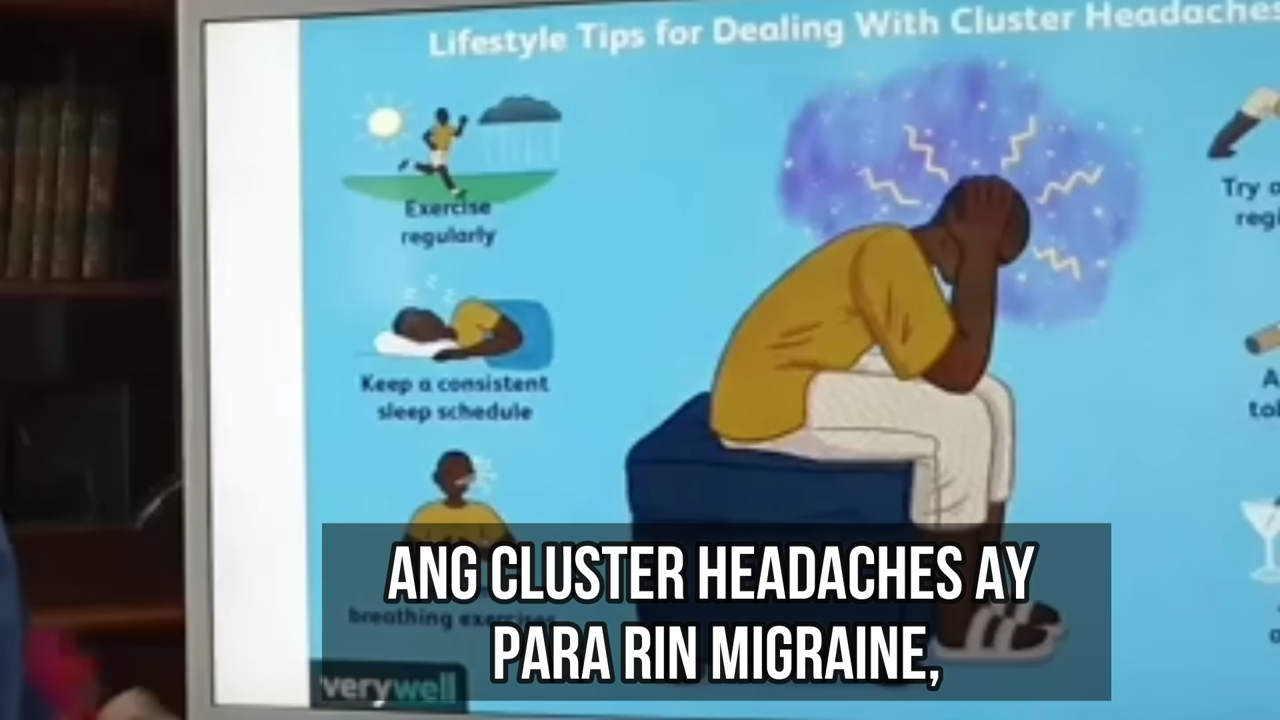 Lifestyle Tips for Dealing With Cluster Headaches
Exercise
regularly
Keep a consistent
sleep schedule
breathing exercises
Try a
regi
A
ANG CLUSTER HEADACHES AY
PARA RIN MIGRAINE,
verywell